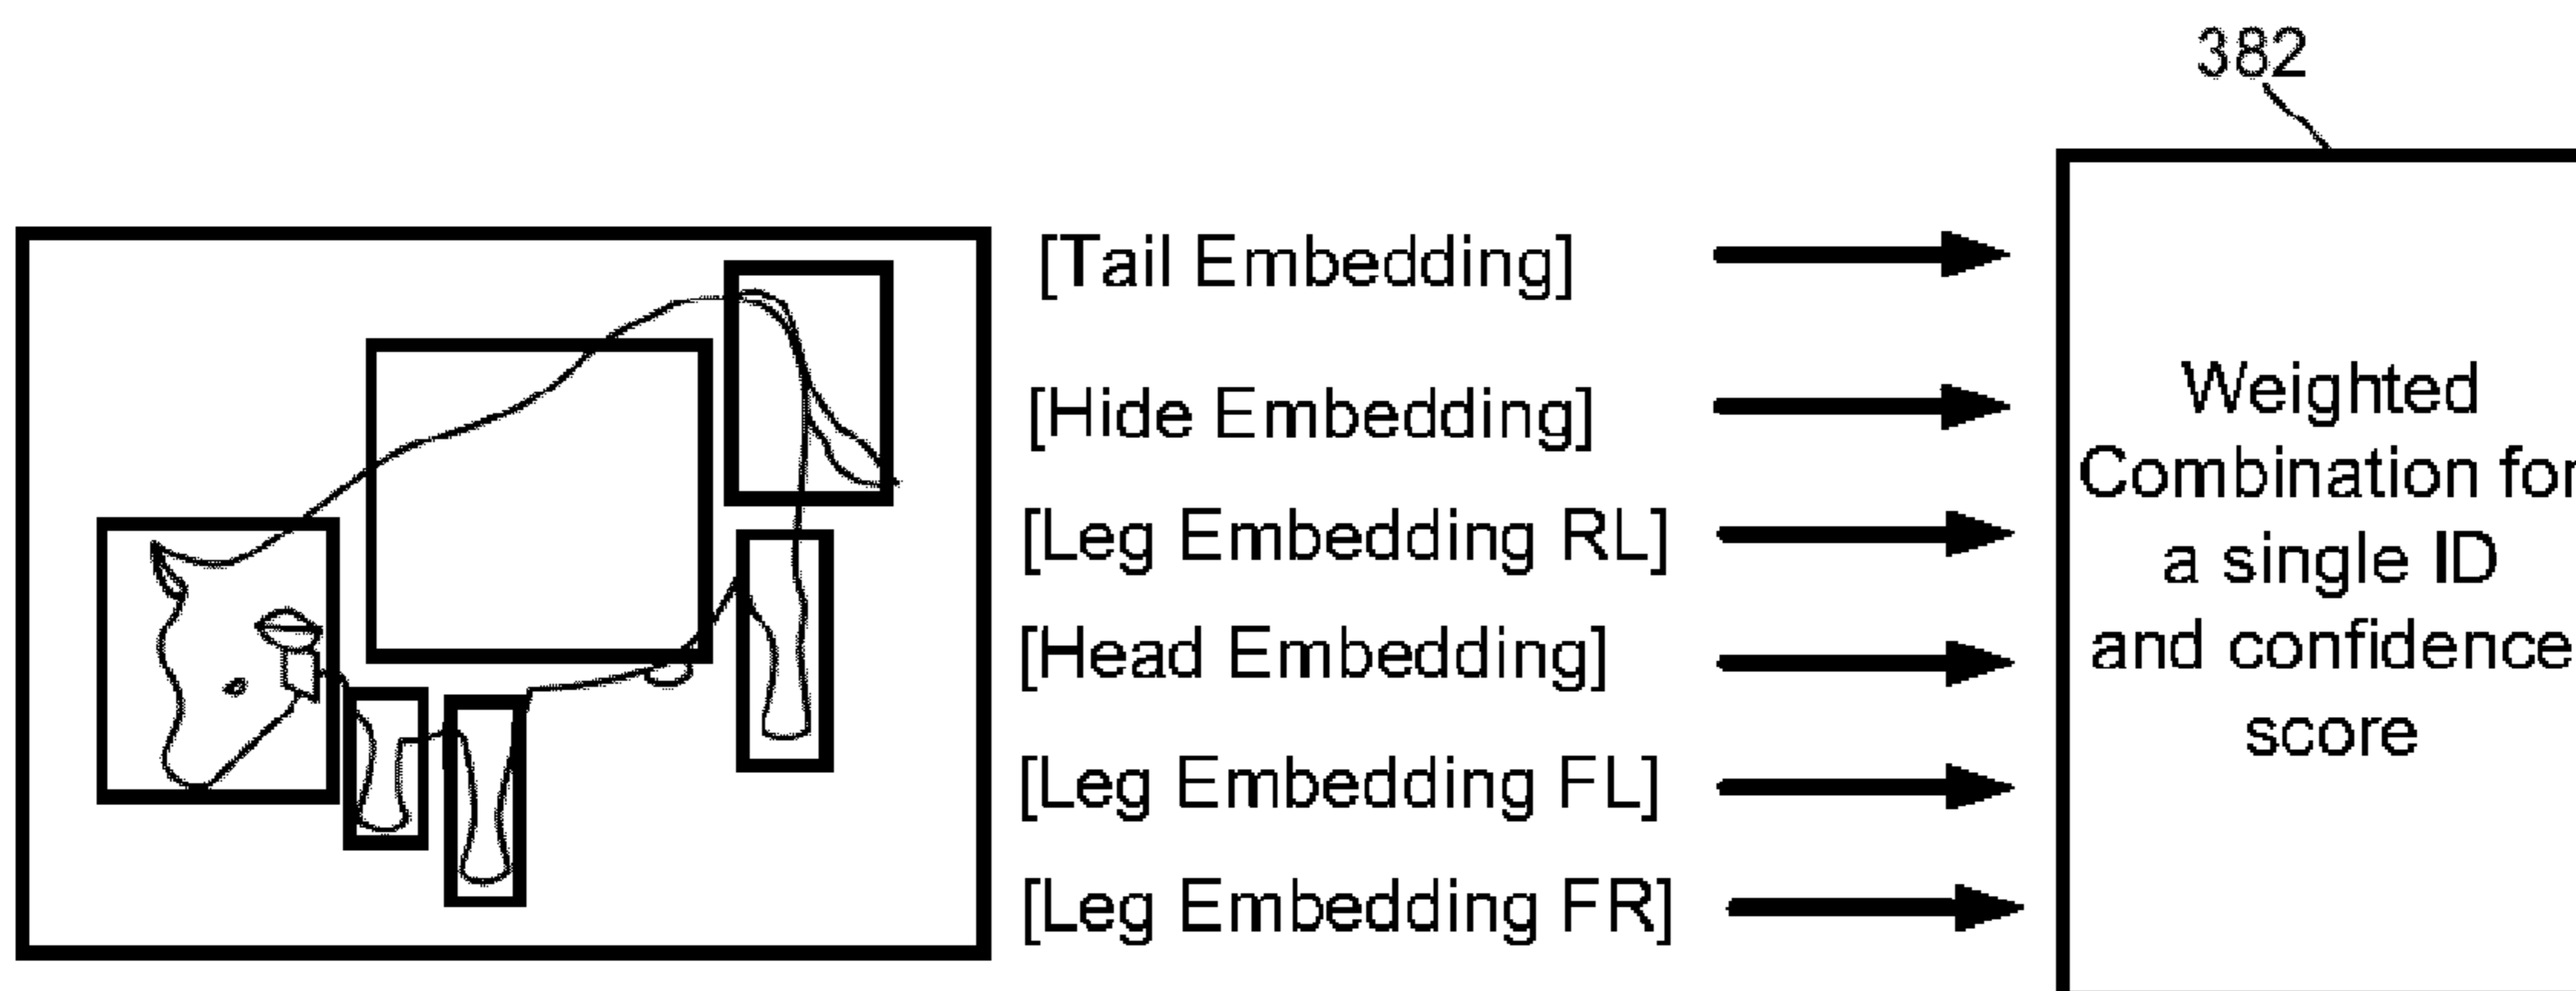 382
[Tail Embedding]
[Hide Embedding]
[Leg Embedding RL]
[Head Embedding]
[Leg Embedding FL]
[Leg Embedding FR]
Weighted
Combination for
a single ID
and confidence
score